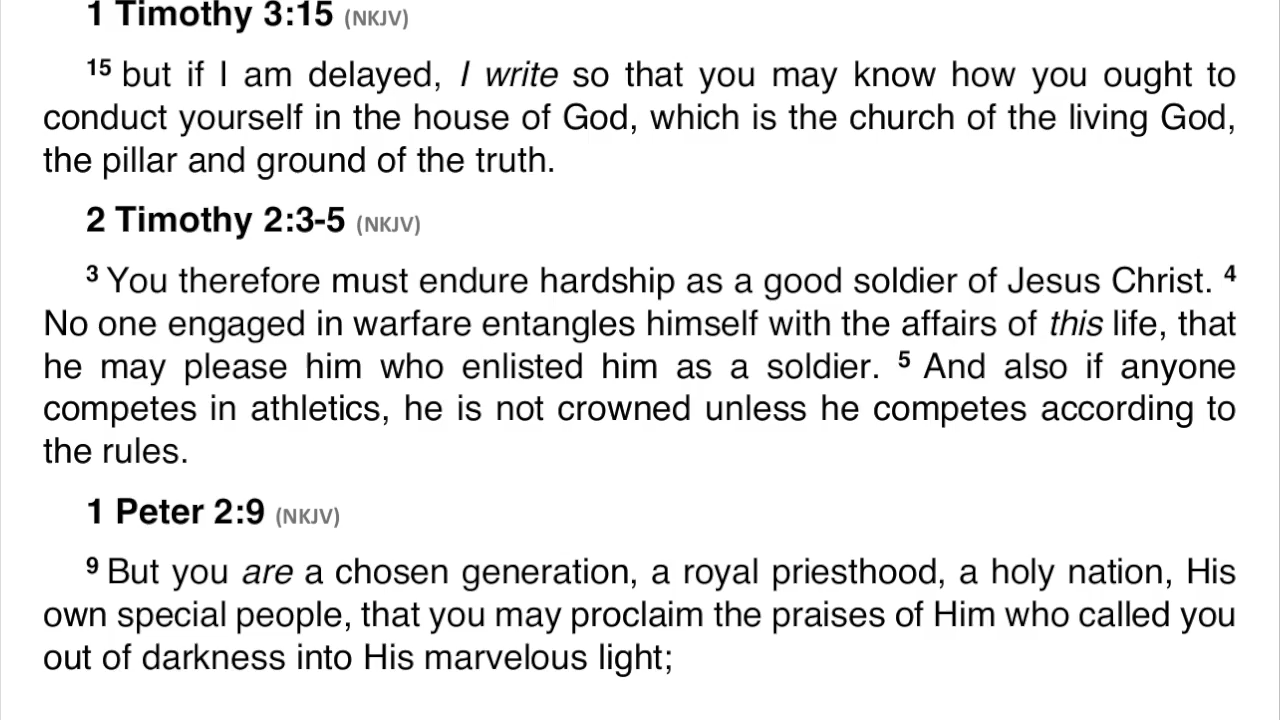 1 Timothy 3:15 (NKJV)
15 but if I am delayed, I write so that you may know how you ought to
conduct yourself in the house of God, which is the church of the living God,
the pillar and ground of the truth.
2 Timothy 2:3-5 (NKJV)
3 You therefore must endure hardship as a good soldier of Jesus Christ. 4
No one engaged in warfare entangles himself with the affairs of this life, that
he may please him who enlisted him as a soldier. 5 And also if anyone
competes in athletics, he is not crowned unless he competes according to
the rules.
1 Peter 2:9 (NKJV)
9 But you are a chosen generation, a royal priesthood, a holy nation, His
own special people, that you may proclaim the praises of Him who called you
out of darkness into His marvelous light;